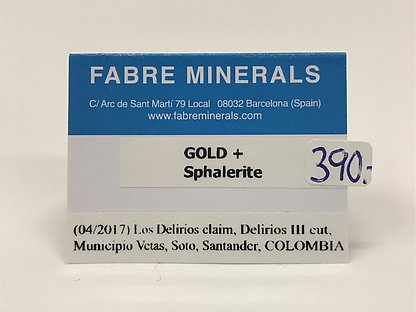 FABRE MINERALS
C/ Arc de Sant Martí 79 Local 08032 Barcelona (Spain)
www.fabreminerals.com
GOLD +
Sphalerite
390.-
(04/2017) Los Delirios claim, Delirios III cut,
Municipio Vetas, Soto, Santander, COLOMBIA